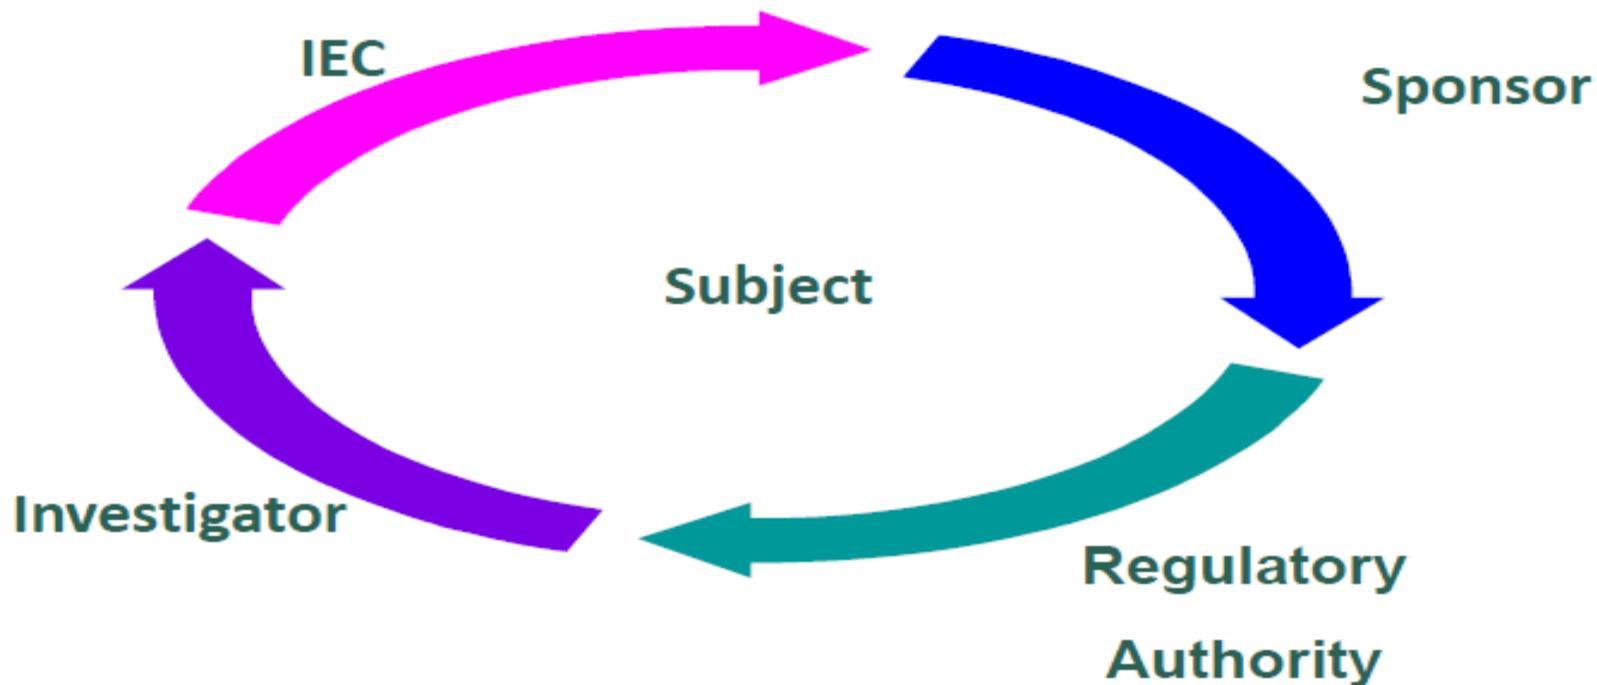 IEC
Sponsor
Subject
Investigator
Regulatory
Authority